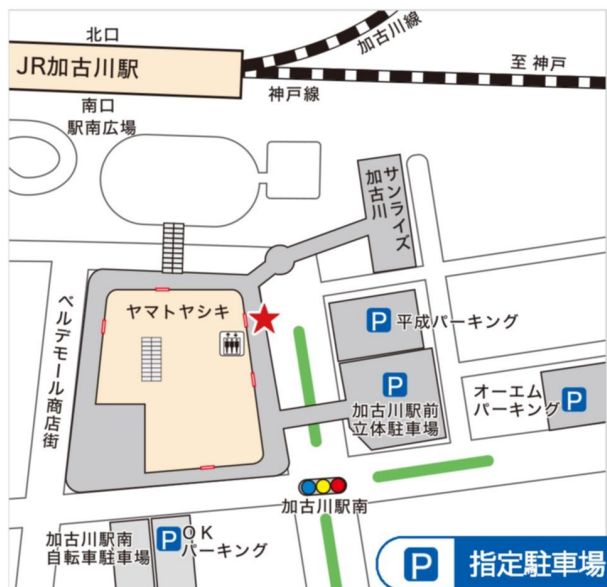 北口
加古川線
JR加古川駅
至 神戸
神戸線
南口
駅南広場
サンライズ
加古川
ヤマトヤシキ
P 平成パーキング
ベルデモール商店街
P
加古川駅前
立体駐車場
オーエム
パーキング P
加古川駅南
加古川駅南
自転車駐車場
P OK
パーキング
P 指定駐車場